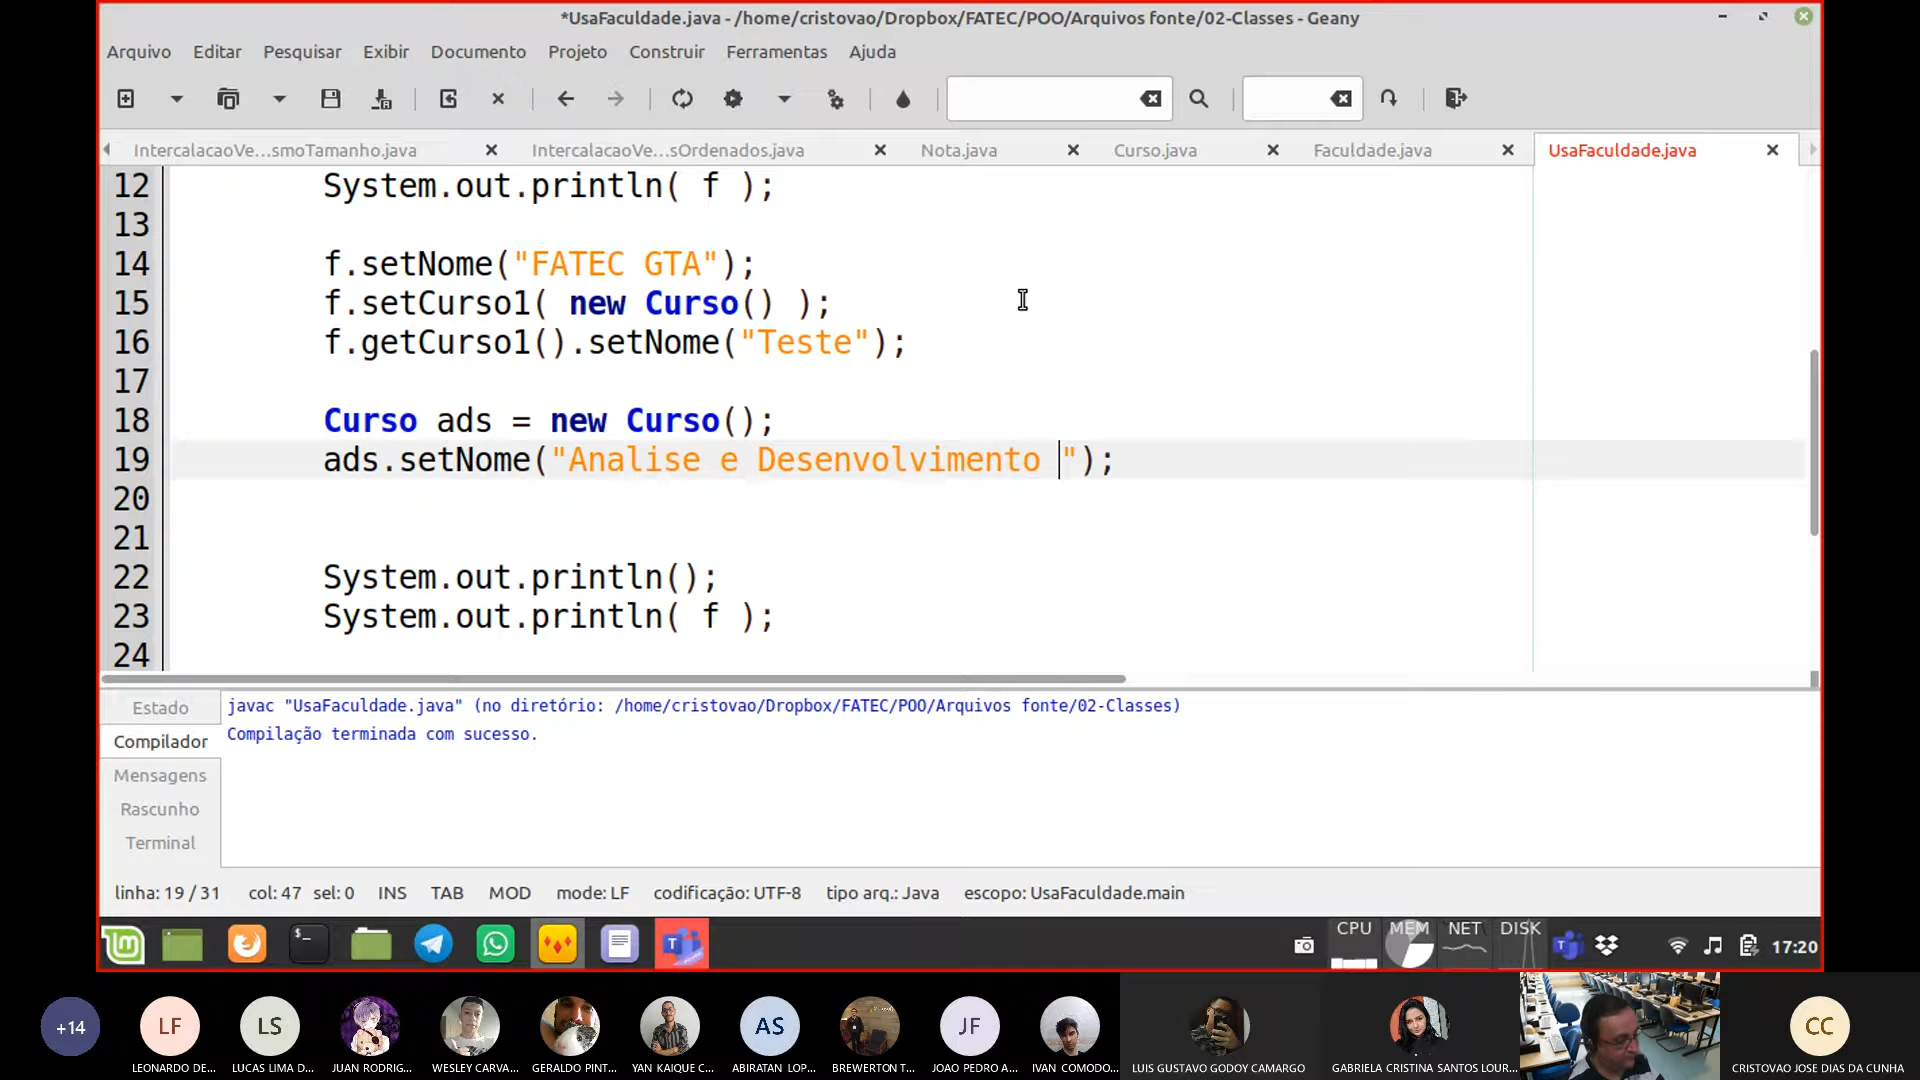 *UsaFaculdade.java - /home/cristovao/Dropbox/FATEC/POO/Arquivos fonte/02-Classes - Geany
Arquivo Editar Pesquisar Exibir Documento Projeto Construir Ferramentas Ajuda
IntercalacaoVe...smoTamanho.java IntercalacaoVe...sOrdenados.java Nota.java Curso.java Faculdade.java UsaFaculdade.java
12 System.out.println( f );
13
14 f.setNome("FATEC GTA");
15 f.setCurso1( new Curso() );
16 f.getCurso1().setNome("Teste");
17
18 Curso ads = new Curso();
19 ads.setNome("Analise e Desenvolvimento ");
20
21
22 System.out.println();
23 System.out.println( f );
24
Estado
Compilador
Mensagens
Rascunho
Terminal
javac "UsaFaculdade.java" (no diretório: /home/cristovao/Dropbox/FATEC/POO/Arquivos fonte/02-Classes)
Compilação terminada com sucesso.
linha: 19 / 31 col: 47 sel: 0 INS TAB MOD mode: LF codificação: UTF-8 tipo arq.: Java escopo: UsaFaculdade.main
CPU MEM NET DISK 17:20
+14 LF LS AS JF CC
LEONARDO DE... LUCAS LIMA D... JUAN RODRIG... WESLEY CARVA... GERALDO PINT... YAN KAIQUE C... ABIRATAN LOP... BREWERTON T... JOAO PEDRO A... IVAN COMODO... LUIS GUSTAVO GODOY CAMARGO GABRIELA CRISTINA SANTOS LOUR... CRISTOVAO JOSE DIAS DA CUNHA